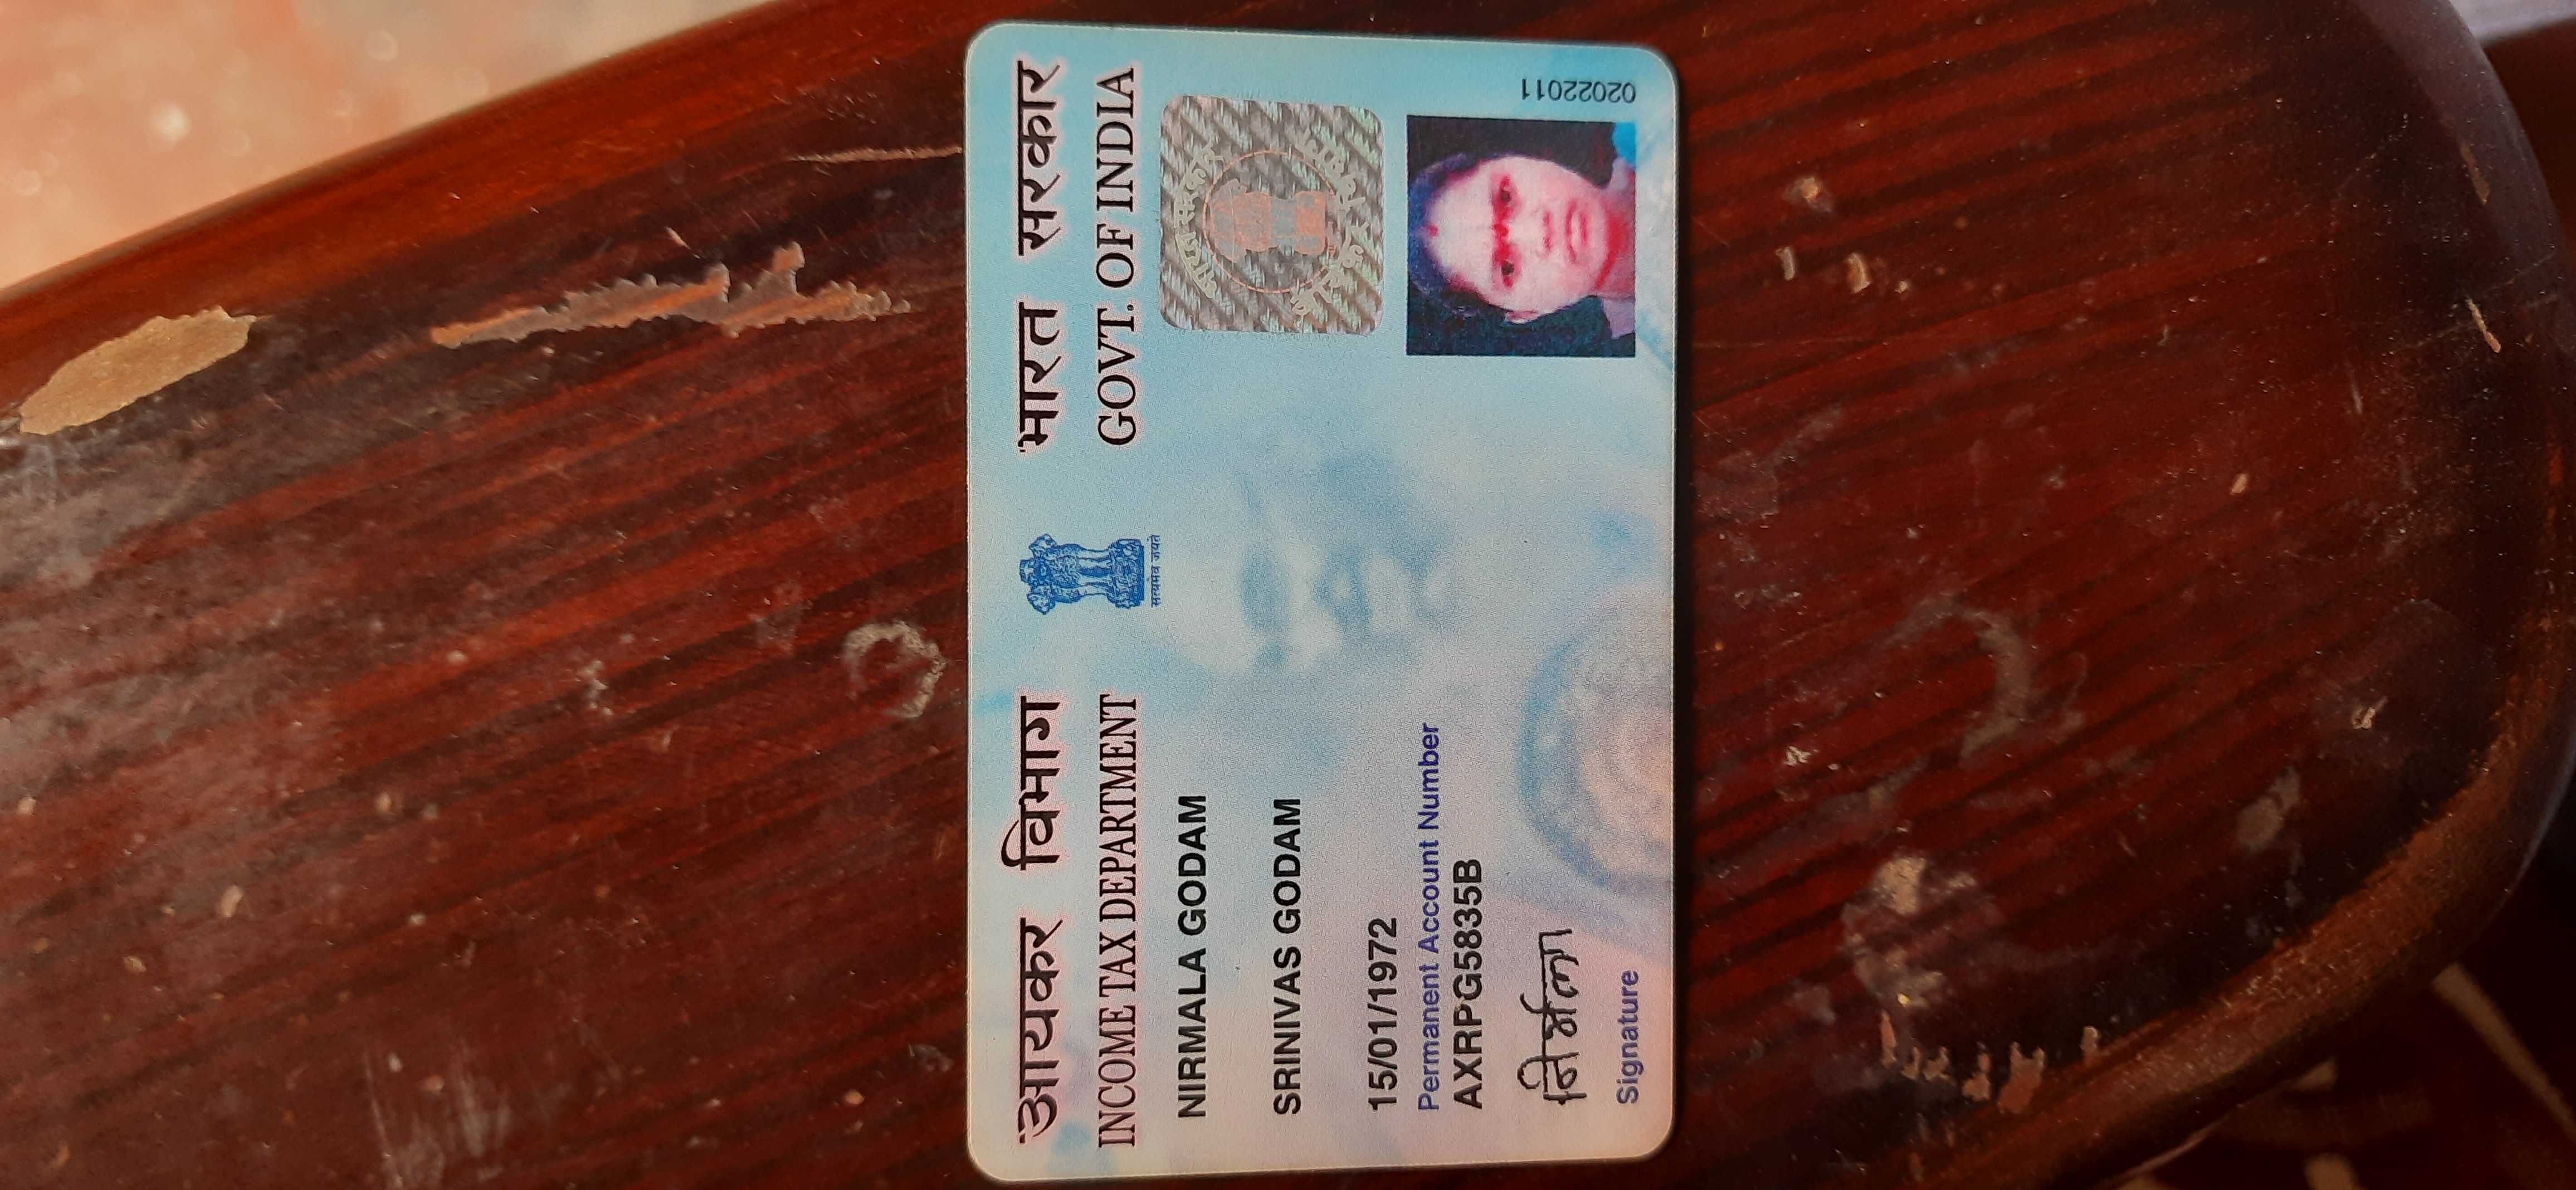 आयकर विभाग
INCOME TAX DEPARTMENT
सत्यमेव जयते
भारत सरकार
GOVT. OF INDIA
NIRMALA GODAM
SRINIVAS GODAM
15/01/1972
Permanent Account Number
AXRPG5835B
निर्मला
Signature
02022011